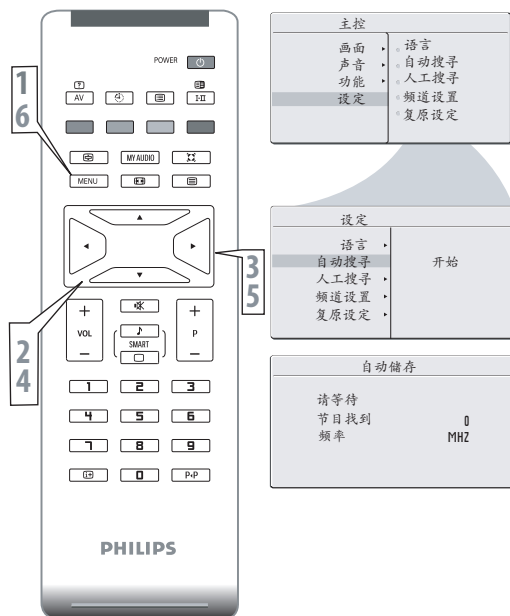 POWER
AV
I-II
1
6
MY AUDIO
MENU
3
5
2
4
+
VOL
−
SMART
+
P
−
1 2 3
4 5 6
7 8 9
i+ 0 P•P
PHILIPS
主控
画面
声音
功能
设定
语言
自动搜寻
人工搜寻
频道设置
复原设定
设定
语言
自动搜寻
人工搜寻
频道设置
复原设定
开始
自动储存
请等待
节目找到 0
频率 MHZ